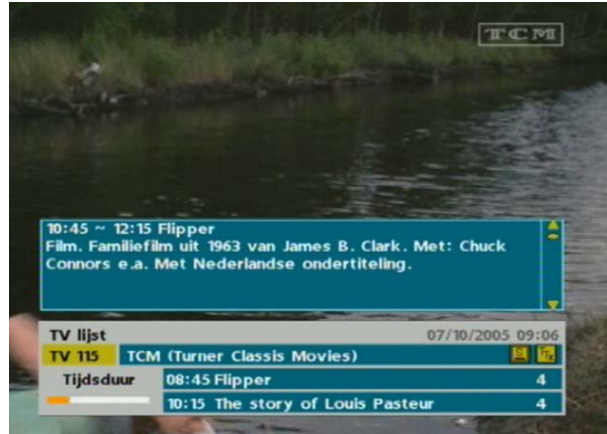 TCM
10:45 ~ 12:15 Flipper
Film. Familiefilm uit 1963 van James B. Clark. Met: Chuck
Connors e.a. Met Nederlandse ondertiteling.
TV lijst 07/10/2005 09:06
TV 115 TCM (Turner Classis Movies)
Tijdsduur 08:45 Flipper 4
10:15 The story of Louis Pasteur 4